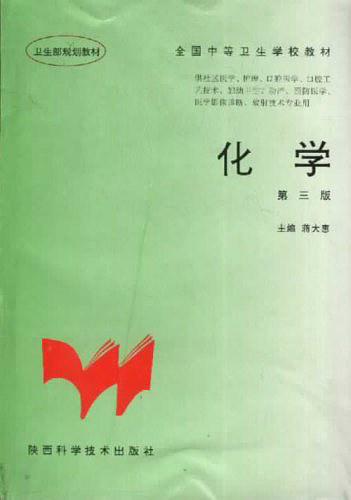 卫生部规划教材
全国中等卫生学校教材
供社区医学、护理、口腔医学、口腔工
艺技术、妇幼卫生、助产、预防医学、
医学影像诊断、放射技术专业用
化学
第三版
主编 蒋大惠
陕西科学技术出版社